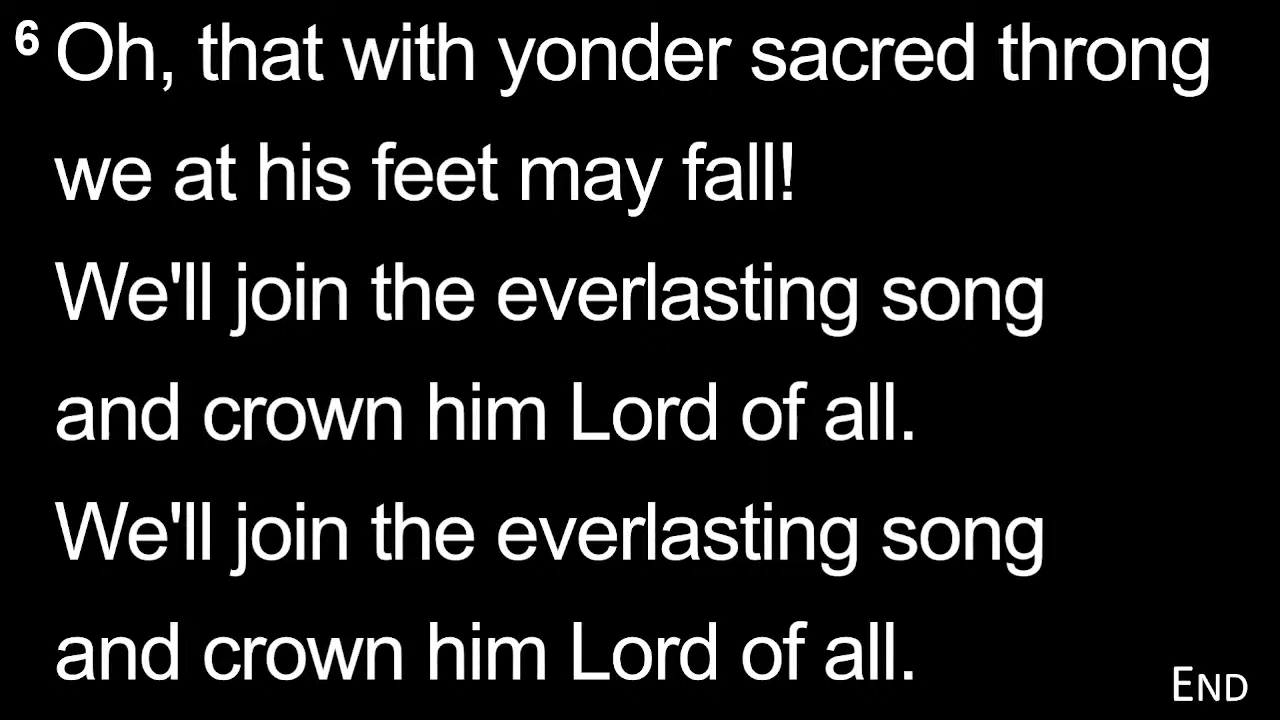 6 Oh, that with yonder sacred throng
we at his feet may fall!
We'll join the everlasting song
and crown him Lord of all.
We'll join the everlasting song
and crown him Lord of all.
END